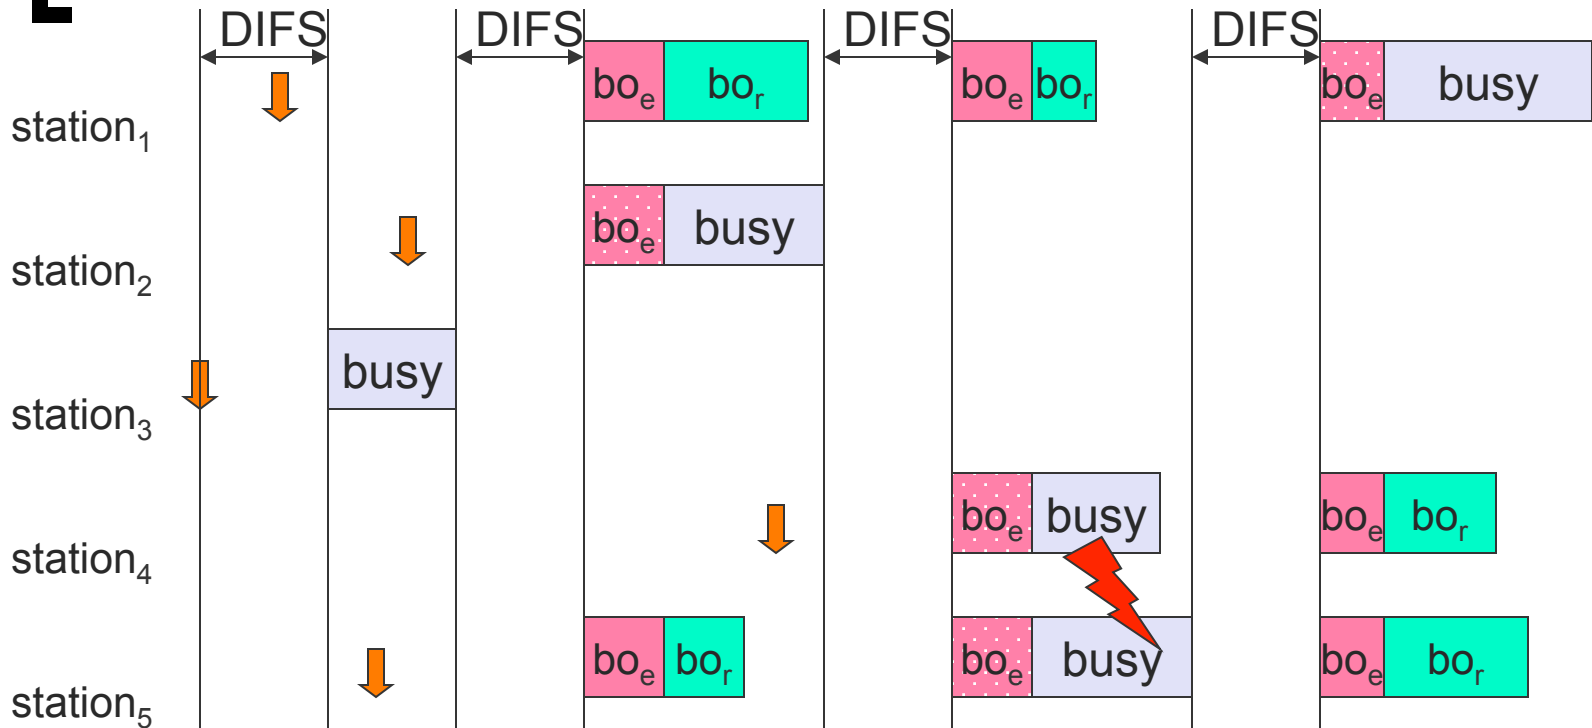 DIFS DIFS DIFS DIFS
station1 boe bor boe bor boe busy
station2 boe busy
station3 busy
station4 boe busy boe bor
station5 boe bor boe busy boe bor